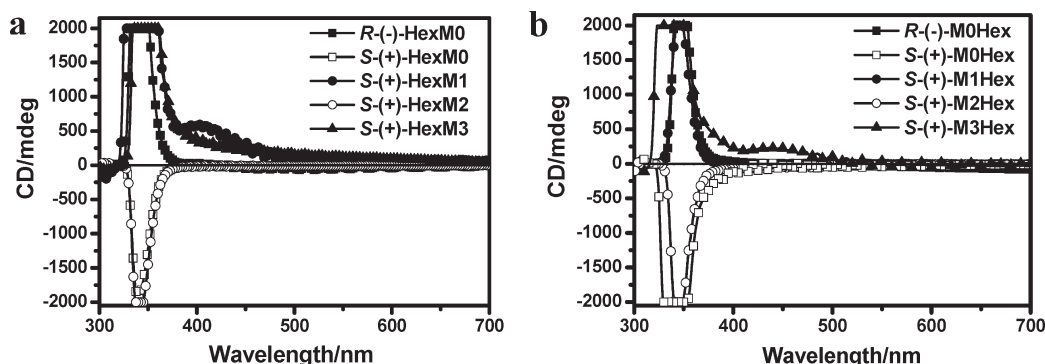 a
R-(-)-HexM0
S-(+)-HexM0
S-(+)-HexM1
S-(+)-HexM2
S-(+)-HexM3
CD/mdeg
2000
1500
1000
500
0
-500
-1000
-1500
-2000
300 400 500 600 700
Wavelength/nm
b
R-(-)-M0Hex
S-(+)-M0Hex
S-(+)-M1Hex
S-(+)-M2Hex
S-(+)-M3Hex
CD/mdeg
2000
1500
1000
500
0
-500
-1000
-1500
-2000
300 400 500 600 700
Wavelength/nm